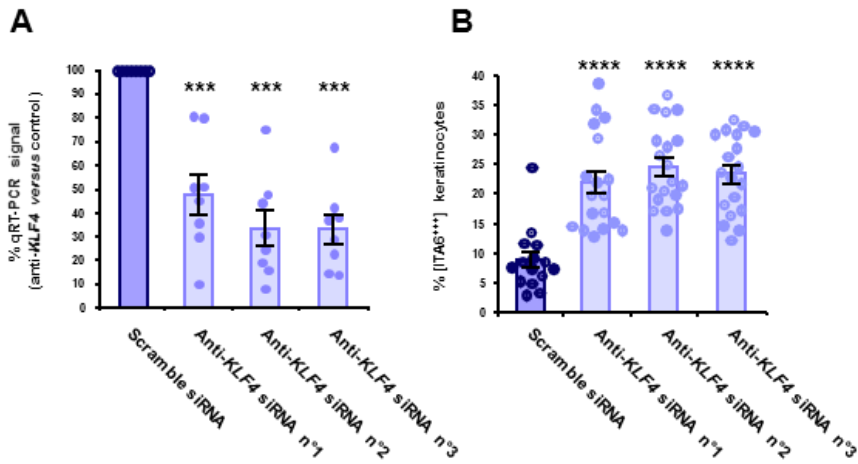 A
% qRT-PCR signal
(anti-KLF4 versus control)
100
90
80
70
60
50
40
30
20
10
0
***
***
***
Scramble siRNA
Anti-KLF4 siRNA n°1
Anti-KLF4 siRNA n°2
Anti-KLF4 siRNA n°3
B
% [ITA6+++] keratinocytes
40
35
30
25
20
15
10
5
0
****
****
****
Scramble siRNA
Anti-KLF4 siRNA n°1
Anti-KLF4 siRNA n°2
Anti-KLF4 siRNA n°3